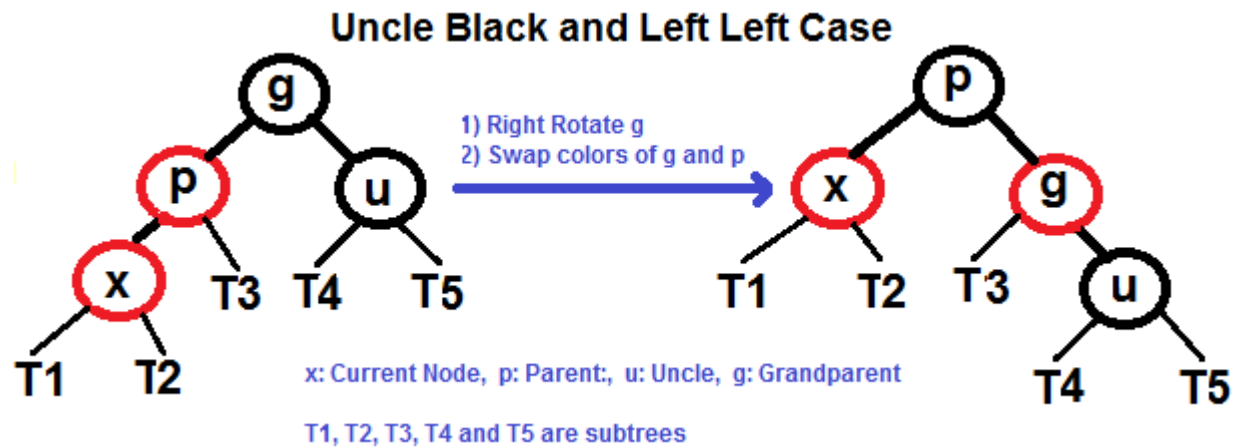 Uncle Black and Left Left Case
g
p
u
x
T3
T4
T5
T1
T2
1) Right Rotate g
2) Swap colors of g and p
p
x
g
T1
T2
T3
u
T4
T5
x: Current Node, p: Parent:, u: Uncle, g: Grandparent
T1, T2, T3, T4 and T5 are subtrees